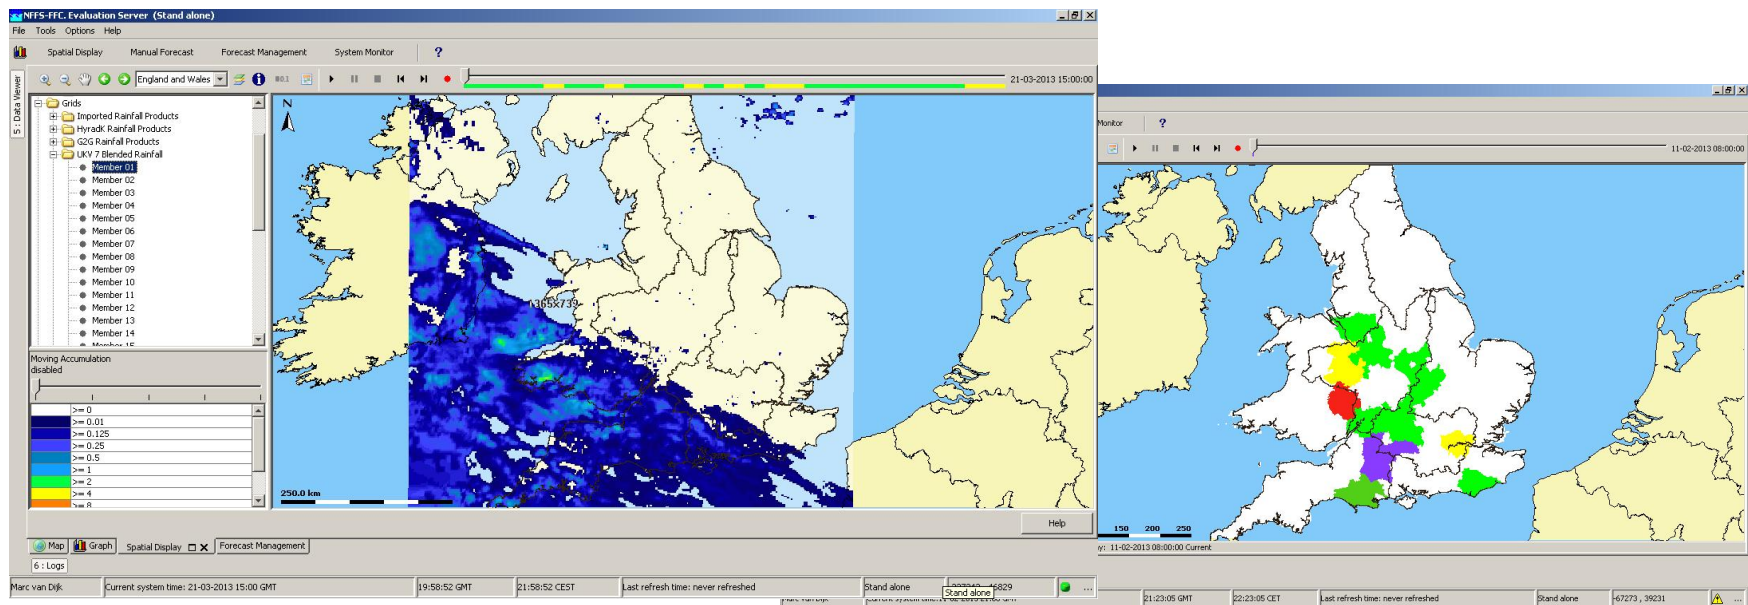 NFFS-FFC. Evaluation Server (Stand alone)
File Tools Options Help
Spatial Display Manual Forecast Forecast Management System Monitor ?
England and Wales 21-03-2013 15:00:00
5 : Data Viewer
Grids
Imported Rainfall Products
HyradK Rainfall Products
G2G Rainfall Products
UKV 7 Blended Rainfall
Member 01
Member 02
Member 03
Member 04
Member 05
Member 06
Member 07
Member 08
Member 09
Member 10
Member 11
Member 12
Member 13
Member 14
Member 15
Moving Accumulation
disabled
>= 0
>= 0.01
>= 0.125
>= 0.25
>= 0.5
>= 1
>= 2
>= 4
>= 8
N
1365x739
250.0 km
Help
Map Graph Spatial Display Forecast Management
6 : Logs
Marc van Dijk Current system time: 21-03-2013 15:00 GMT 19:58:52 GMT 21:58:52 CEST Last refresh time: never refreshed Stand alone
Stand alone
Monitor ?
11-02-2013 08:00:00
150 200 250
11-02-2013 08:00:00 Current
21:23:05 GMT 22:23:05 CET Last refresh time: never refreshed Stand alone -67273 , 39231